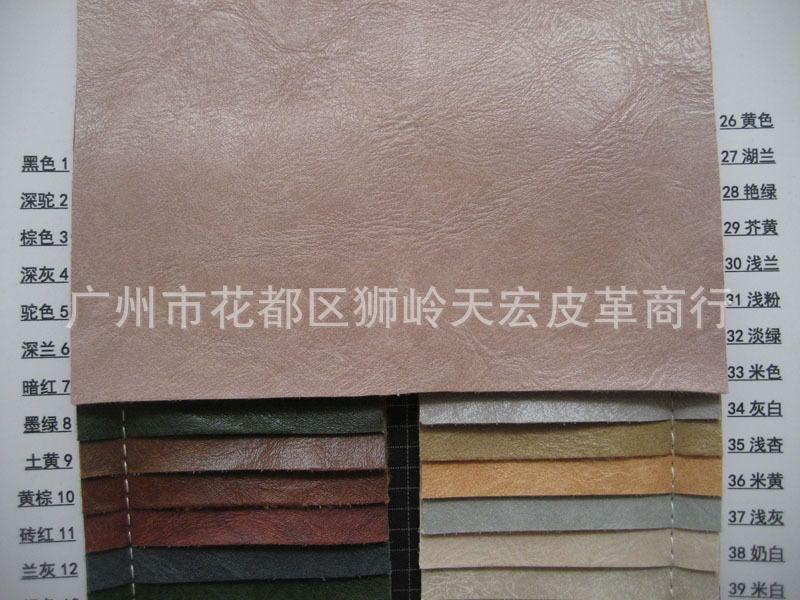 黑色 1
深驼 2
棕色 3
深灰 4
驼色 5
深兰 6
暗红 7
墨绿 8
土黄 9
黄棕 10
砖红 11
兰灰 12
26 黄色
27 湖兰
28 艳绿
29 芥黄
30 浅兰
31 浅粉
32 淡绿
33 米色
34 灰白
35 浅杏
36 米黄
37 浅灰
38 奶白
39 米白
广州市花都区狮岭天宏皮革商行